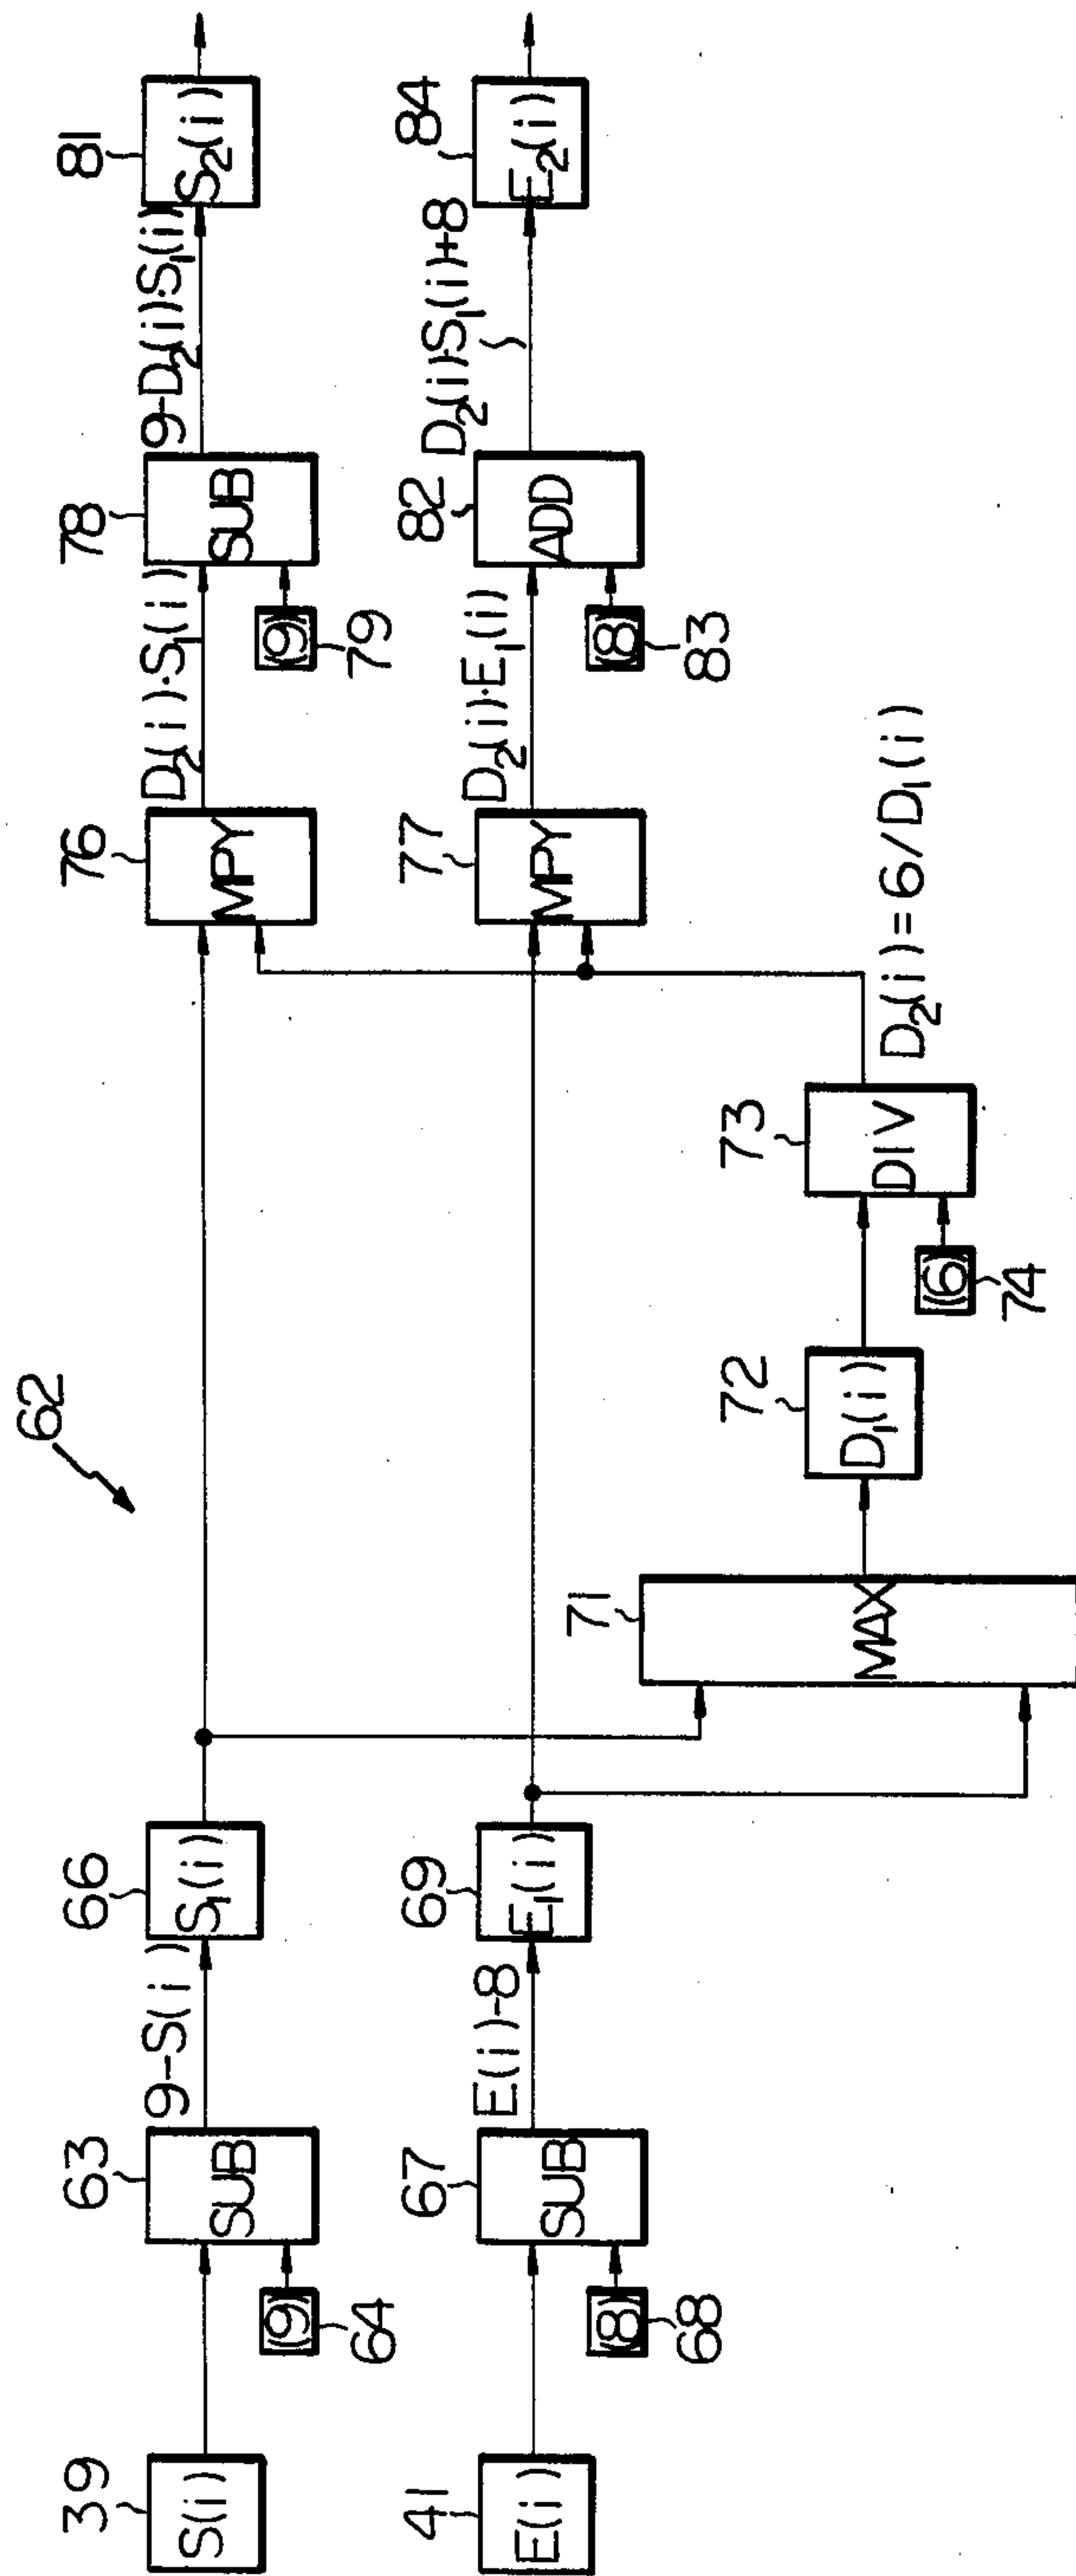 62
39
S(i)
63
SUB
(9)
64
9-S(i)
66
S₁(i)
76
MPY
D₂(i)·S₁(i)
78
SUB
(9)
79
9-D₂(i)·S₁(i)
81
S₂(i)
41
E(i)
67
SUB
(8)
68
E(i)-8
69
E₁(i)
77
MPY
D₂(i)·E₁(i)
82
ADD
(8)
83
D₂(i)·S₁(i)+8
84
E₂(i)
71
MAX
72
D₁(i)
73
DIV
(6)
74
D₂(i)=6/D₁(i)